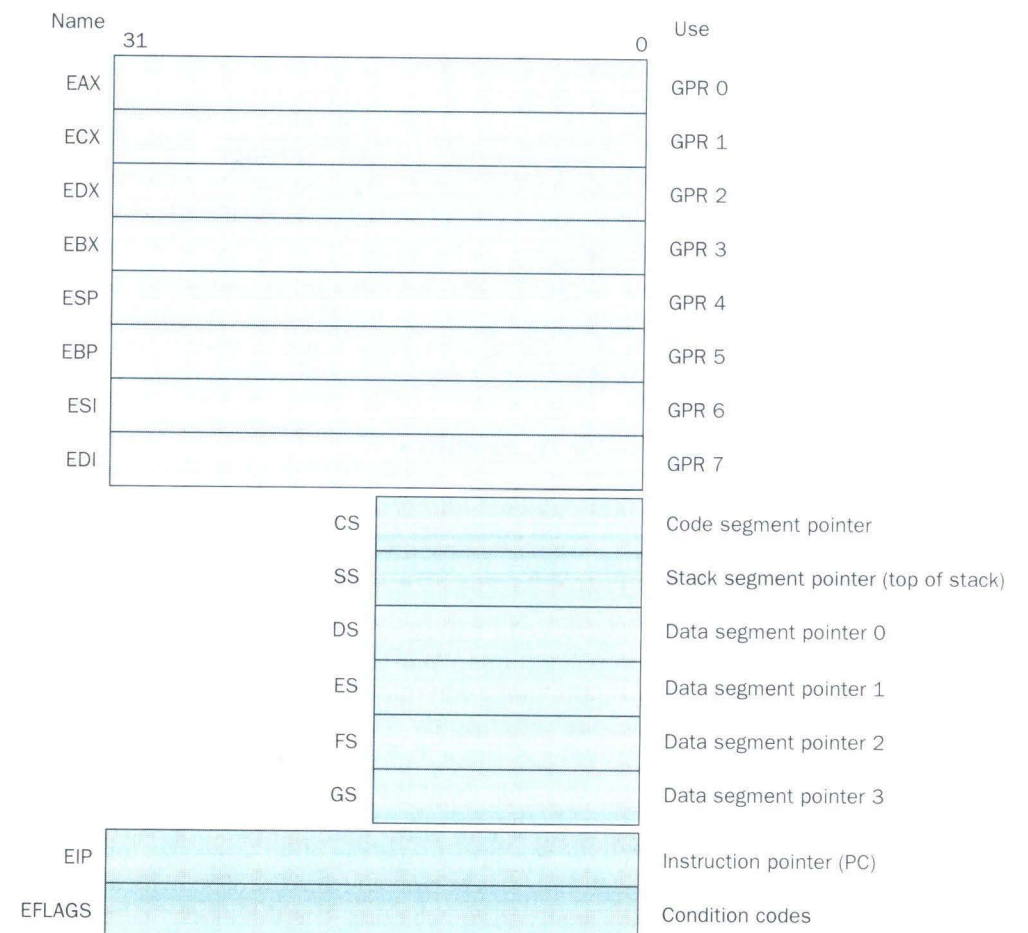 Name 31 0 Use
EAX GPR 0
ECX GPR 1
EDX GPR 2
EBX GPR 3
ESP GPR 4
EBP GPR 5
ESI GPR 6
EDI GPR 7
CS Code segment pointer
SS Stack segment pointer (top of stack)
DS Data segment pointer 0
ES Data segment pointer 1
FS Data segment pointer 2
GS Data segment pointer 3
EIP Instruction pointer (PC)
EFLAGS Condition codes